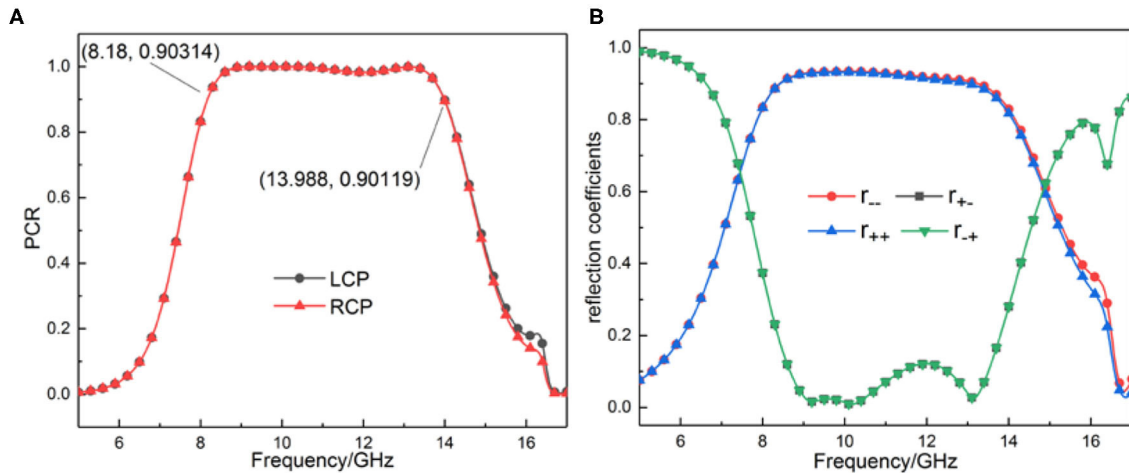 A
(8.18, 0.90314)
1.0
0.8
0.6
0.4
0.2
0.0
PCR
(13.988, 0.90119)
LCP
RCP
6 8 10 12 14 16
Frequency/GHz
B
1.0
0.8
0.6
0.4
0.2
0.0
reflection coefficients
r-- r+-
r++ r-+
6 8 10 12 14 16
Frequency/GHz